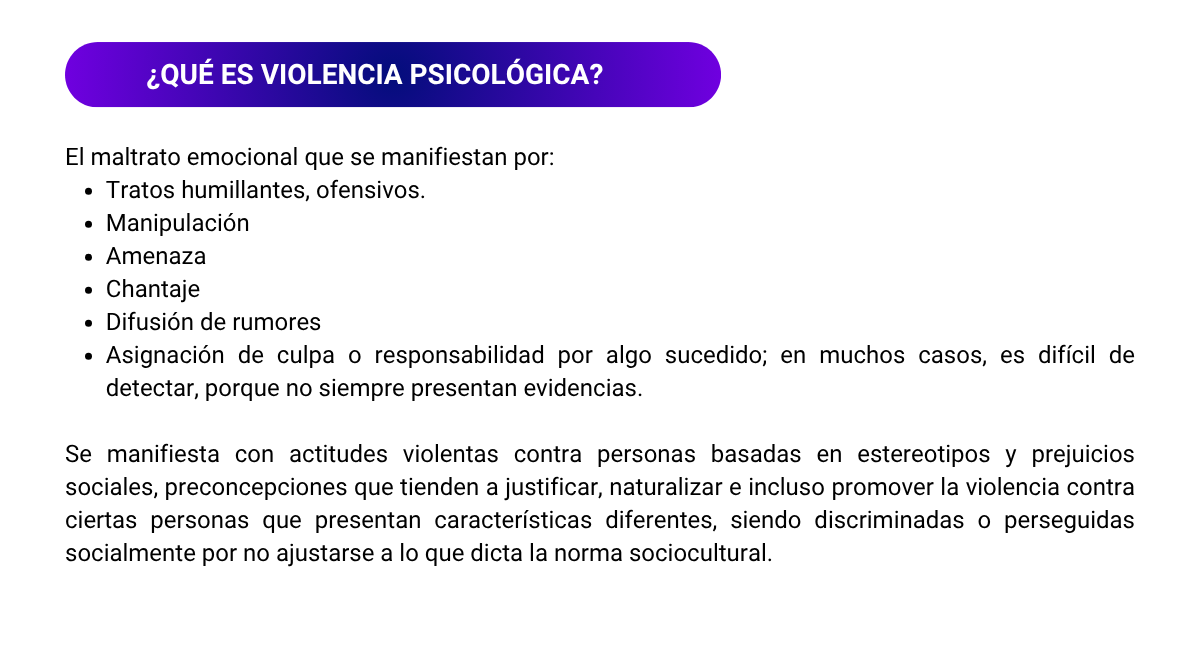 ¿QUÉ ES VIOLENCIA PSICOLÓGICA?
El maltrato emocional que se manifiestan por:
• Tratos humillantes, ofensivos.
• Manipulación
• Amenaza
• Chantaje
• Difusión de rumores
• Asignación de culpa o responsabilidad por algo sucedido; en muchos casos, es difícil de
detectar, porque no siempre presentan evidencias.
Se manifiesta con actitudes violentas contra personas basadas en estereotipos y prejuicios
sociales, preconcepciones que tienden a justificar, naturalizar e incluso promover la violencia contra
ciertas personas que presentan características diferentes, siendo discriminadas o perseguidas
socialmente por no ajustarse a lo que dicta la norma sociocultural.